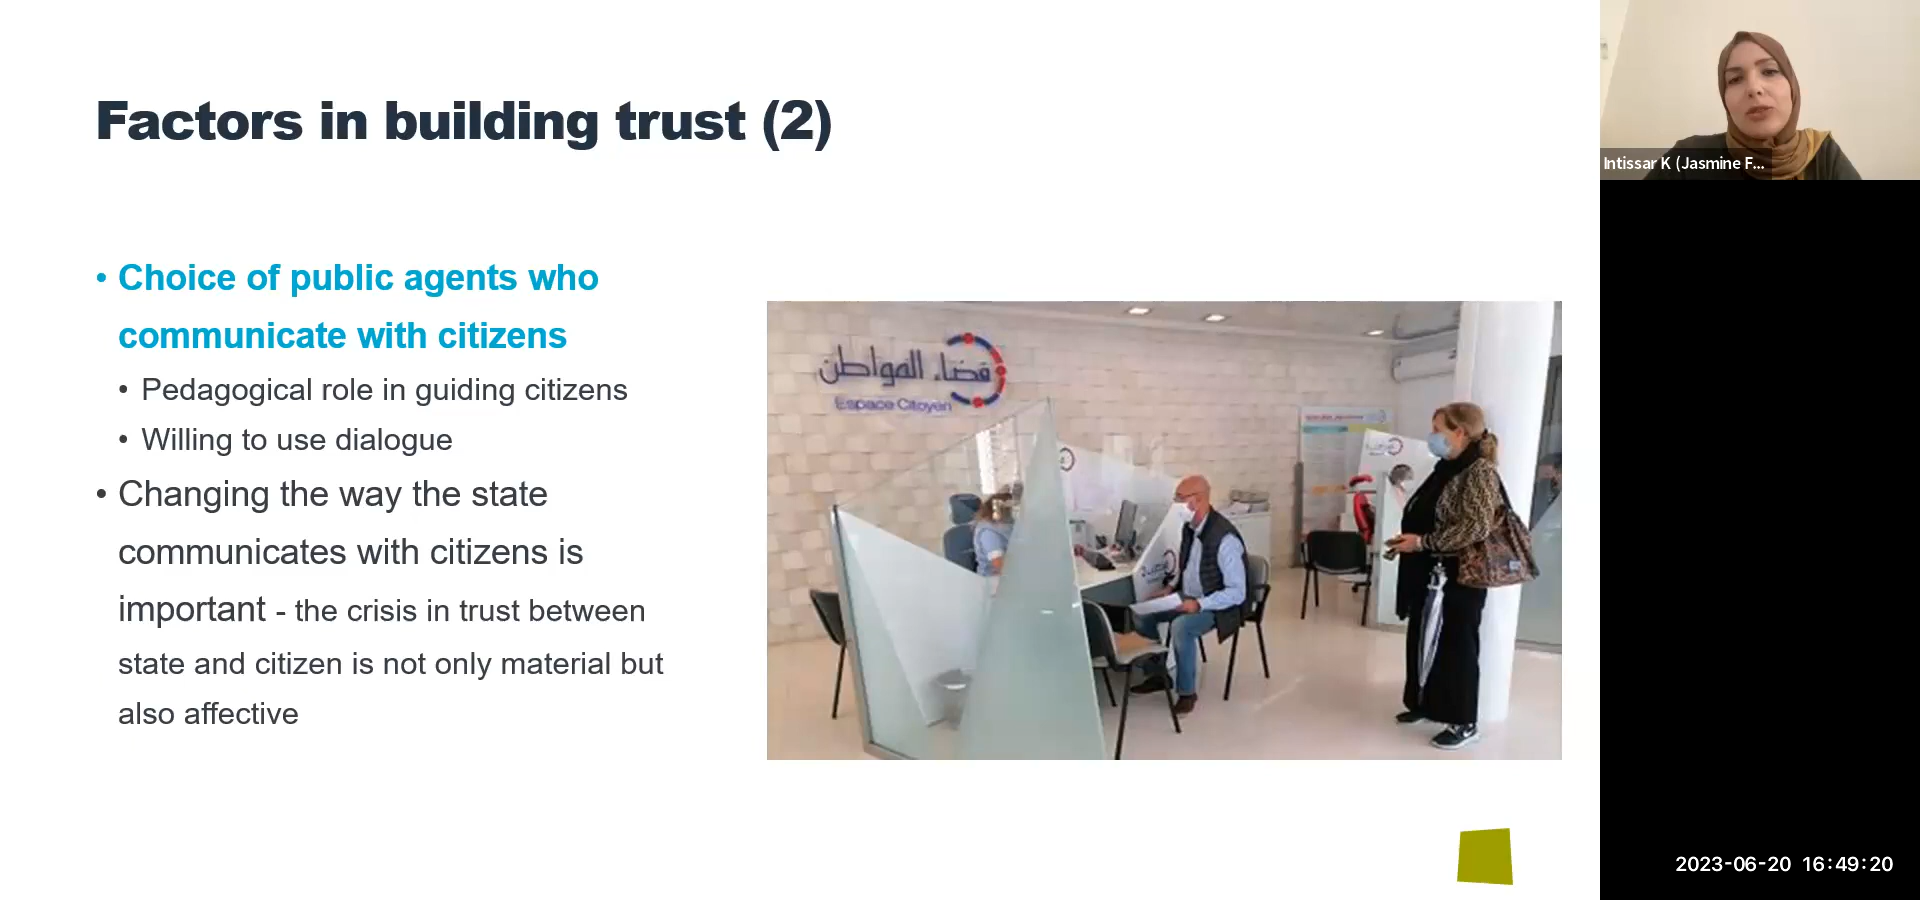 Factors in building trust (2)
• Choice of public agents who
communicate with citizens
• Pedagogical role in guiding citizens
• Willing to use dialogue
• Changing the way the state
communicates with citizens is
important - the crisis in trust between
state and citizen is not only material but
also affective
فضاء المواطن
Espace Citoyen
Intissar K (Jasmine F...
2023-06-20 16:49:20